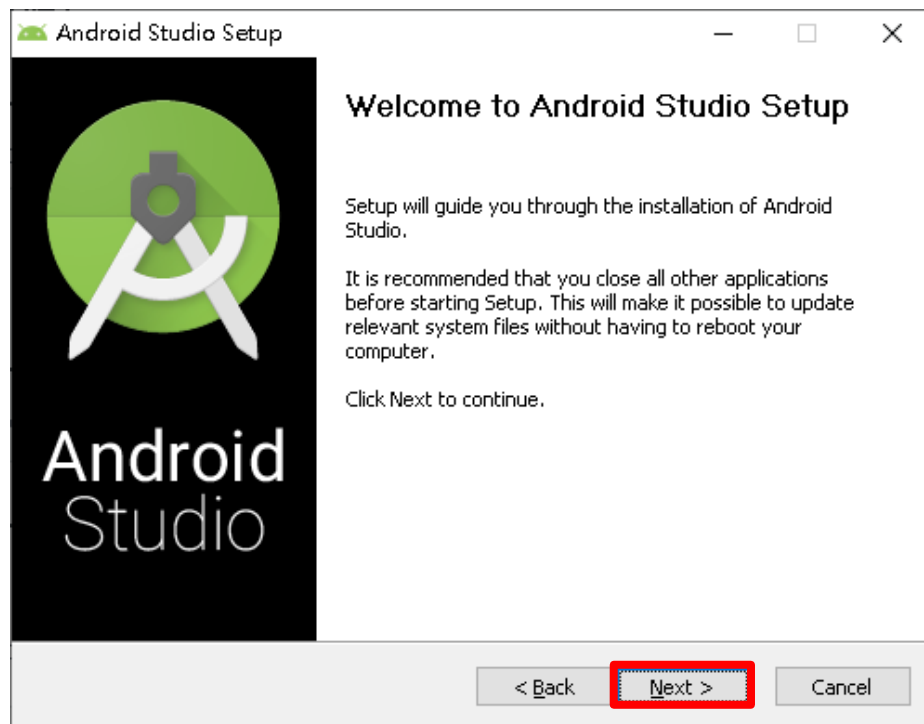 Android Studio Setup
Welcome to Android Studio Setup
Setup will guide you through the installation of Android
Studio.
It is recommended that you close all other applications
before starting Setup. This will make it possible to update
relevant system files without having to reboot your
computer.
Click Next to continue.
Android
Studio
< Back
Next >
Cancel